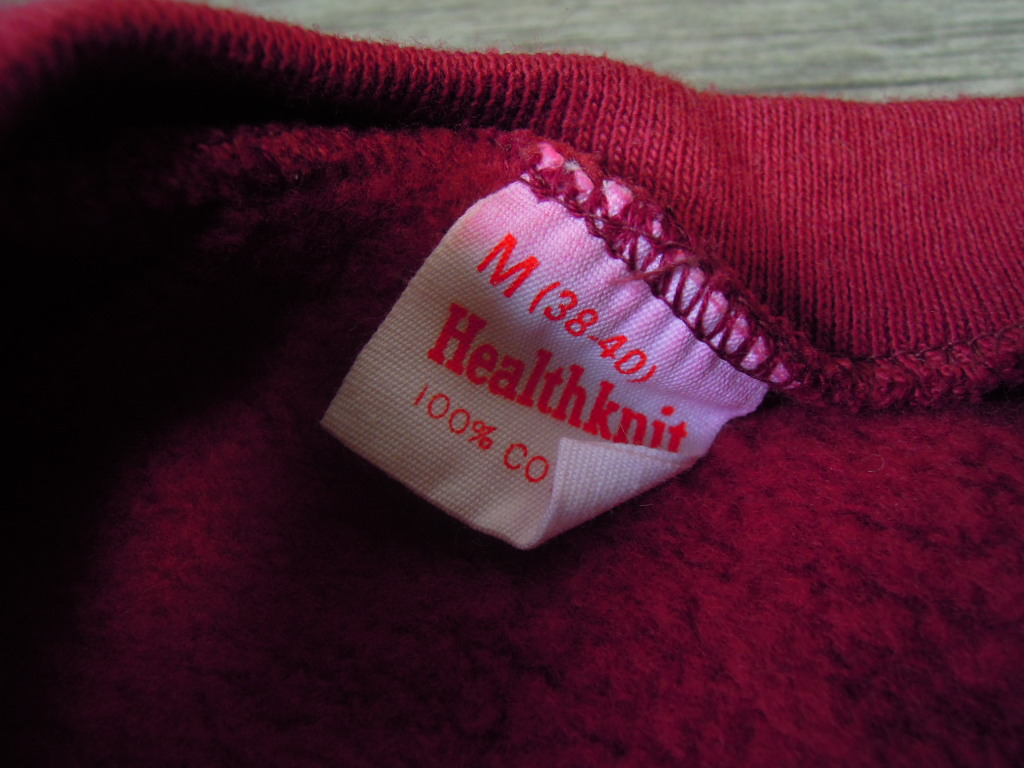 M (38-40)
Healthknit
100% CO